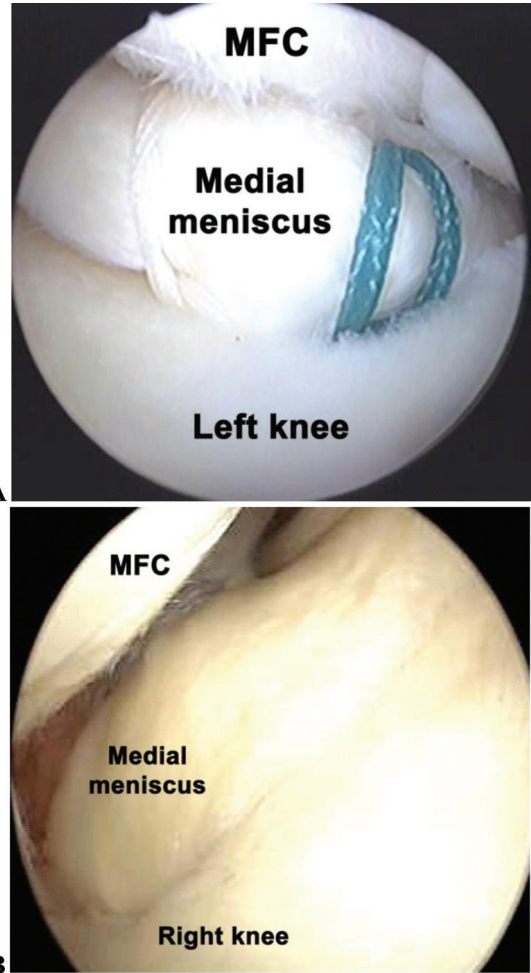 MFC
Medial
meniscus
Left knee
A
MFC
Medial
meniscus
Right knee
B